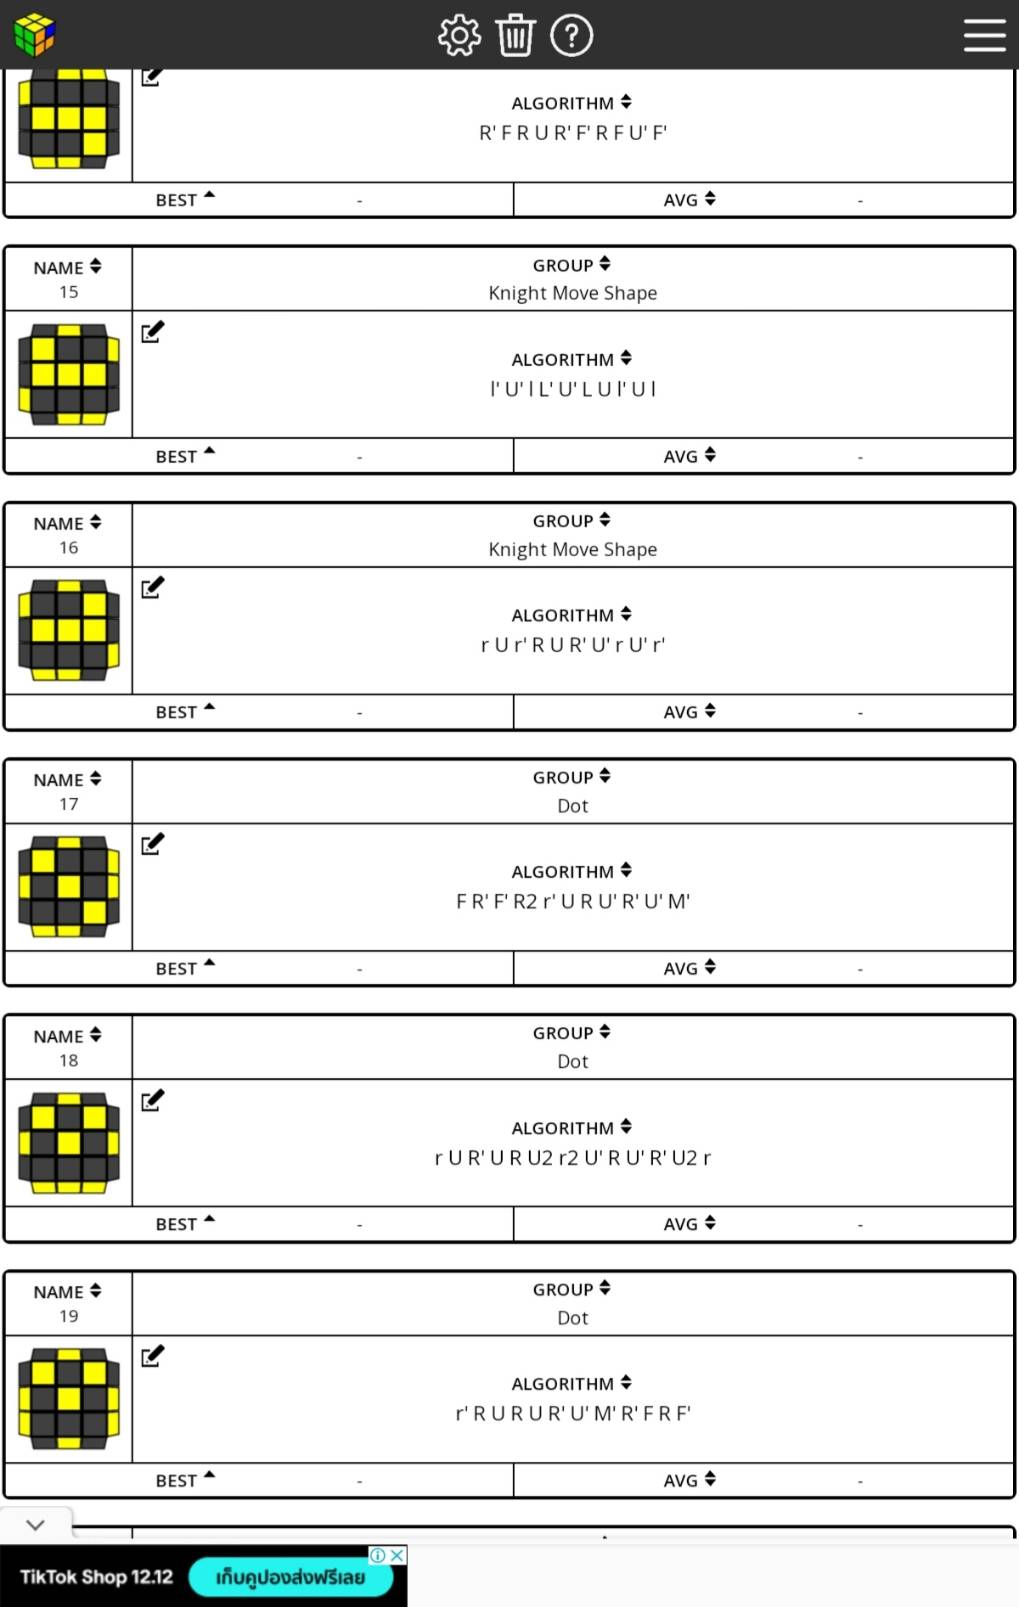 ALGORITHM
R' F R U R' F' R F U' F'
BEST - AVG -
NAME GROUP
15 Knight Move Shape
ALGORITHM
l' U' l L' U' L U l' U l
BEST - AVG -
NAME GROUP
16 Knight Move Shape
ALGORITHM
r U r' R U R' U' r U' r'
BEST - AVG -
NAME GROUP
17 Dot
ALGORITHM
F R' F' R2 r' U R U' R' U' M'
BEST - AVG -
NAME GROUP
18 Dot
ALGORITHM
r U R' U R U2 r2 U' R U' R' U2 r
BEST - AVG -
NAME GROUP
19 Dot
ALGORITHM
r' R U R U R' U' M' R' F R F'
BEST - AVG -
TikTok Shop 12.12 เก็บคูปองส่งฟรีเลย